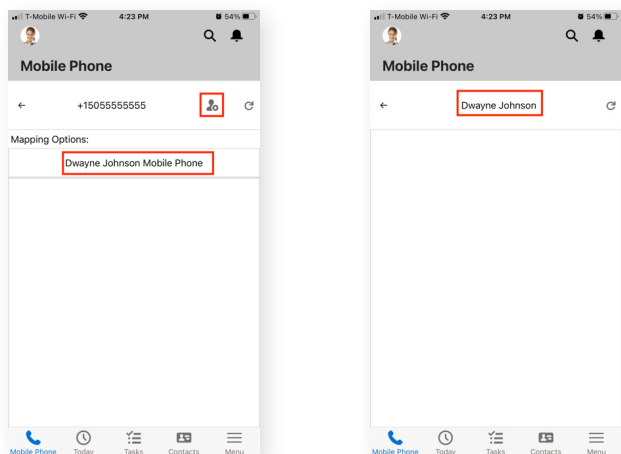 T-Mobile Wi-Fi 4:23 PM 54%
Mobile Phone
+15055555555
Mapping Options:
Dwayne Johnson Mobile Phone
Mobile Phone Today Tasks Contacts Menu
T-Mobile Wi-Fi 4:23 PM 54%
Mobile Phone
Dwayne Johnson
Mobile Phone Today Tasks Contacts Menu